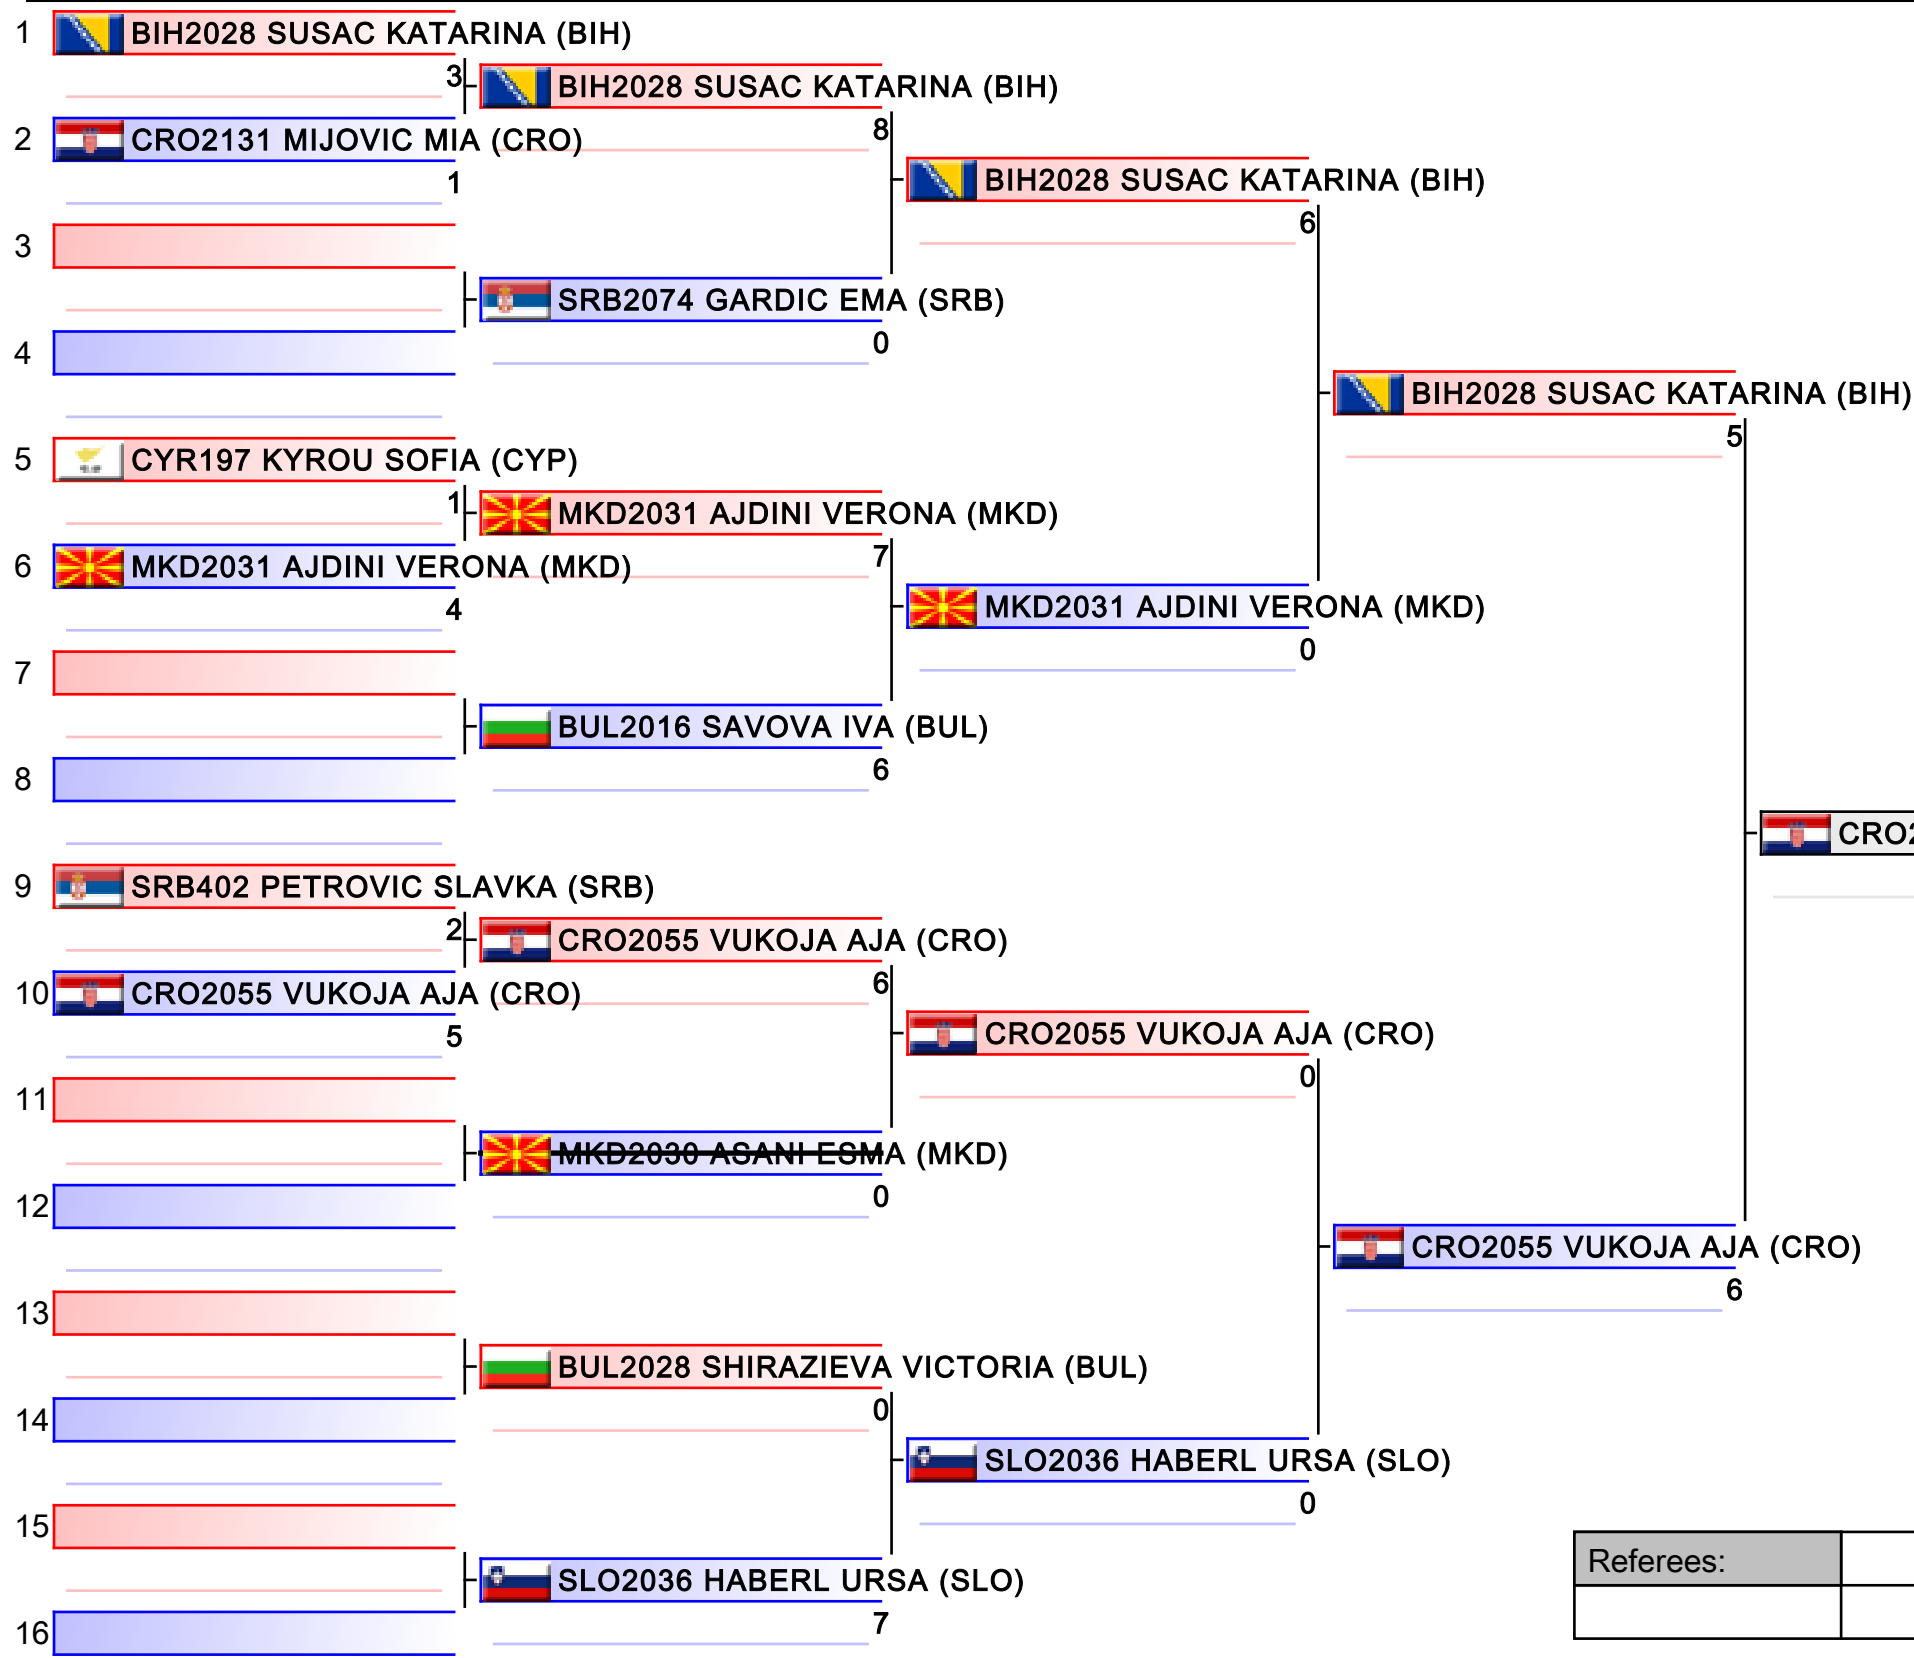 1 BIH2028 SUSAC KATARINA (BIH)
3
BIH2028 SUSAC KATARINA (BIH)
8
2 CRO2131 MIJOVIC MIA (CRO)
1
BIH2028 SUSAC KATARINA (BIH)
6
3
SRB2074 GARDIC EMA (SRB)
0
4
BIH2028 SUSAC KATARINA (BIH)
5
5 CYR197 KYROU SOFIA (CYP)
1
MKD2031 AJDINI VERONA (MKD)
7
6 MKD2031 AJDINI VERONA (MKD)
4
MKD2031 AJDINI VERONA (MKD)
0
7
BUL2016 SAVOVA IVA (BUL)
6
8
CRO2
9 SRB402 PETROVIC SLAVKA (SRB)
2
CRO2055 VUKOJA AJA (CRO)
6
10 CRO2055 VUKOJA AJA (CRO)
5
CRO2055 VUKOJA AJA (CRO)
0
11
MKD2030 ASANI ESMA (MKD)
0
12
CRO2055 VUKOJA AJA (CRO)
6
13
BUL2028 SHIRAZIEVA VICTORIA (BUL)
0
14
SLO2036 HABERL URSA (SLO)
0
15
SLO2036 HABERL URSA (SLO)
7
16
Referees: